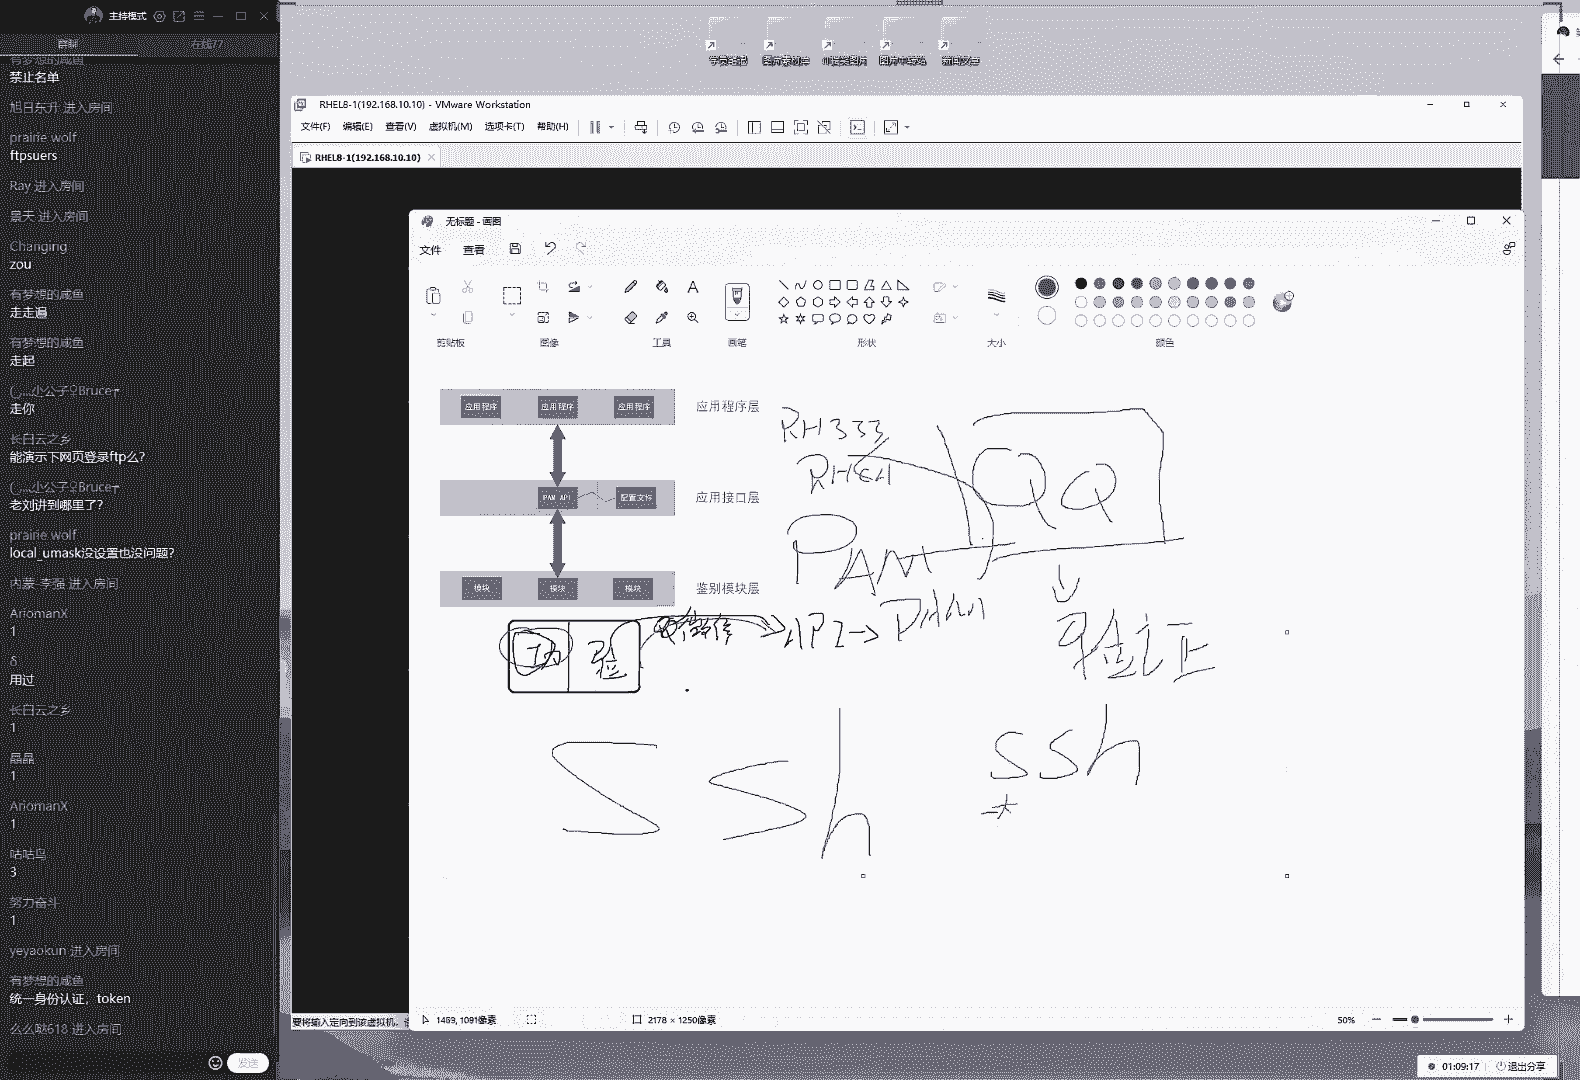 主持模式
在线77
禁止名单
旭日东升 进入房间
prairie wolf
ftpsuers
Ray 进入房间
景天 进入房间
Changing
zou
有梦想的咸鱼
走走遍
有梦想的咸鱼
走起
小公子♀Bruce
走你
长白云之乡
能演示下网页登录ftp么?
小公子♀Bruce
老刘讲到哪里了?
prairie wolf
local_umask没设置也没问题?
内蒙-李强 进入房间
AriomanX
1
δ
用过
长白云之乡
1
晶晶
1
AriomanX
1
咕咕鸟
3
努力奋斗
1
yeyaokun 进入房间
有梦想的咸鱼
统一身份认证，token
么么哒618 进入房间
发送
RHEL8-1(192.168.10.10) - VMware Workstation
文件(F) 编辑(E) 查看(V) 虚拟机(M) 选项卡(T) 帮助(H)
RHEL8-1(192.168.10.10)
无标题 - 画图
文件 查看
剪贴板 图像 工具 画笔 形状 大小 颜色
应用程序 应用程序 应用程序 应用程序层
PAM API 配置文件 应用接口层
模块 模块 模块 鉴别模块层
RH333
QQ
PAM
功 验 微信 API PAM
验证
ssh
ssh
要将输入定向到该虚拟机，
1469, 1091像素
2178 × 1250像素
50%
01:09:17
退出分享